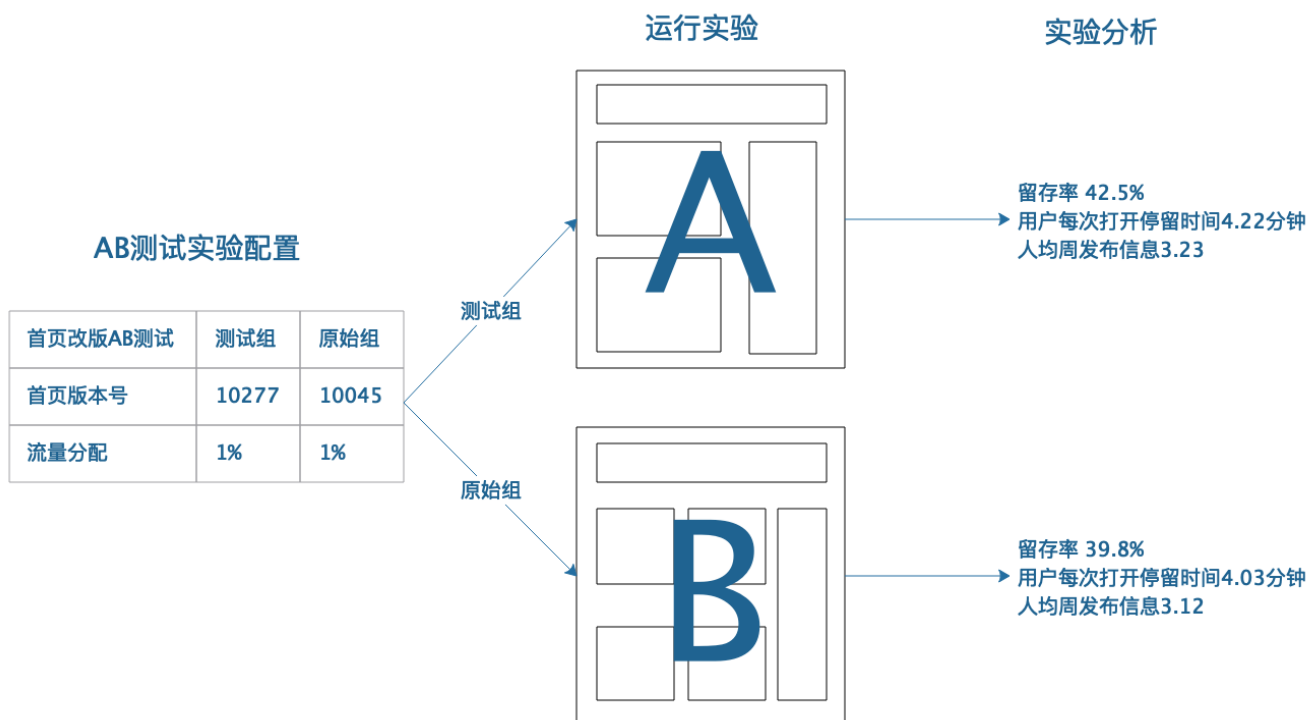 运行实验
实验分析
AB测试实验配置
首页改版AB测试 测试组 原始组
首页版本号 10277 10045
流量分配 1% 1%
测试组
原始组
A
留存率 42.5%
用户每次打开停留时间4.22分钟
人均周发布信息3.23
B
留存率 39.8%
用户每次打开停留时间4.03分钟
人均周发布信息3.12